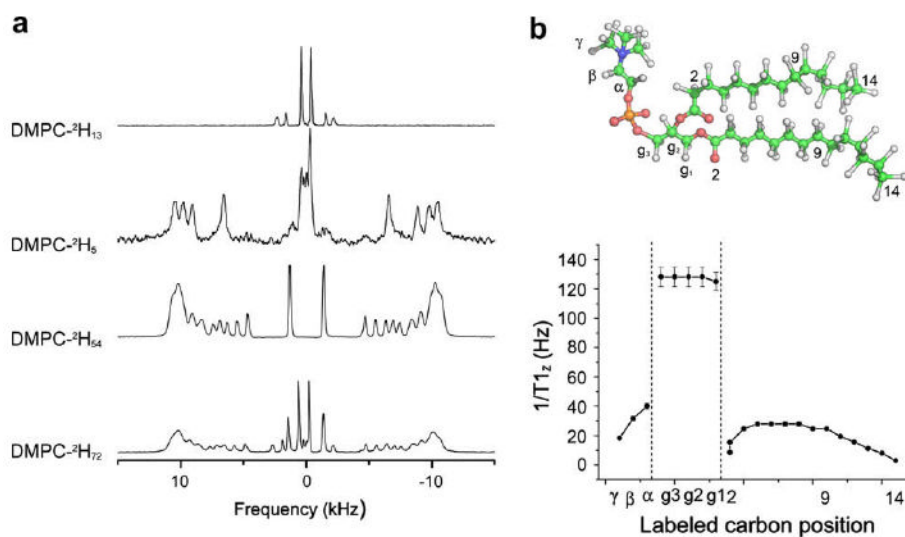 a
DMPC-²H₁₃
DMPC-²H₅
DMPC-²H₅₄
DMPC-²H₇₂
10 0 -10
Frequency (kHz)
b
γ
β
α
2
9
14
g₃ g₂
g₁ 2
9
14
140
120
100
80
60
40
20
0
1/T1z (Hz)
γ β α g3 g2 g12 9 14
Labeled carbon position